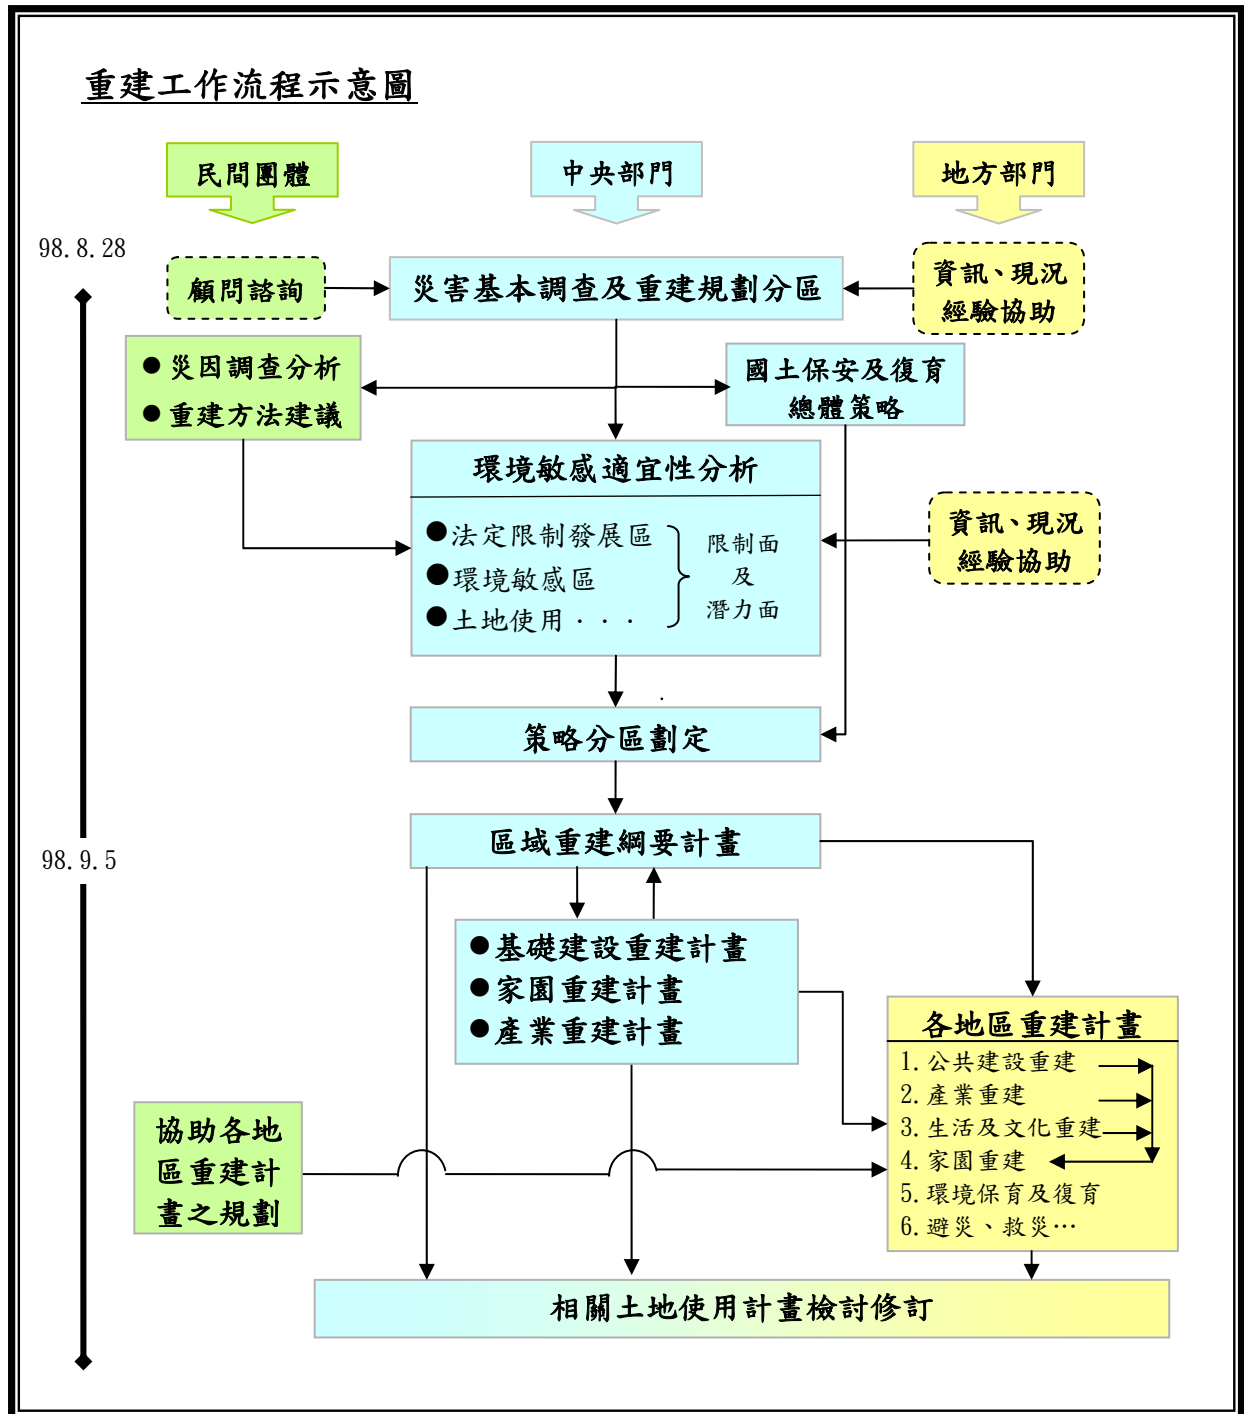 重建工作流程示意圖
民間團體
中央部門
地方部門
98.8.28
顧問諮詢
災害基本調查及重建規劃分區
資訊、現況
經驗協助
●災因調查分析
●重建方法建議
國土保安及復育
總體策略
環境敏感適宜性分析
●法定限制發展區
●環境敏感區
●土地使用···
限制面
及
潛力面
資訊、現況
經驗協助
策略分區劃定
區域重建綱要計畫
98.9.5
●基礎建設重建計畫
●家園重建計畫
●產業重建計畫
各地區重建計畫
1.公共建設重建
2.產業重建
3.生活及文化重建
4.家園重建
5.環境保育及復育
6.避災、救災…
協助各地
區重建計
畫之規劃
相關土地使用計畫檢討修訂